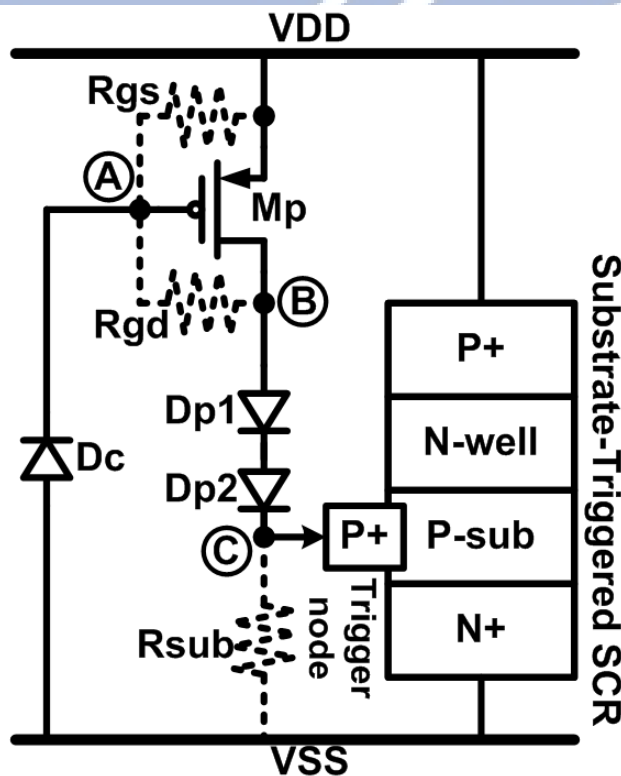 VDD
Rgs
A
Mp
Rgd
B
Dp1
Dc
Dp2
C
Rsub
P+
Trigger
node
P+
N-well
P-sub
N+
Substrate-Triggered SCR
VSS